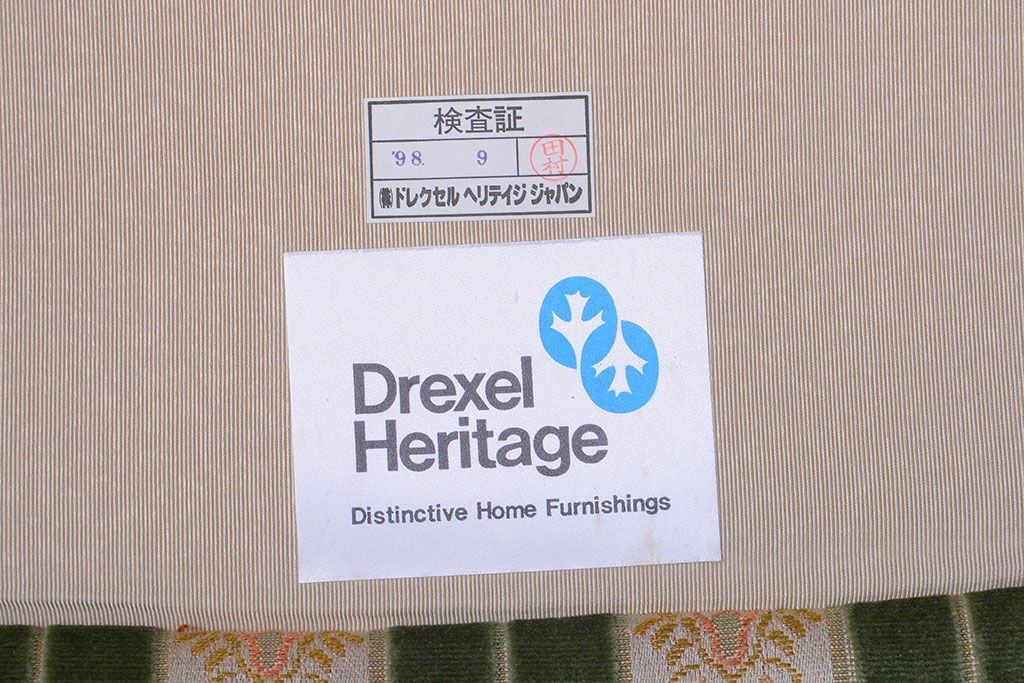 検査証
'98. 9 田村
㈱ドレクセル ヘリテイジ ジャパン
Drexel
Heritage
Distinctive Home Furnishings